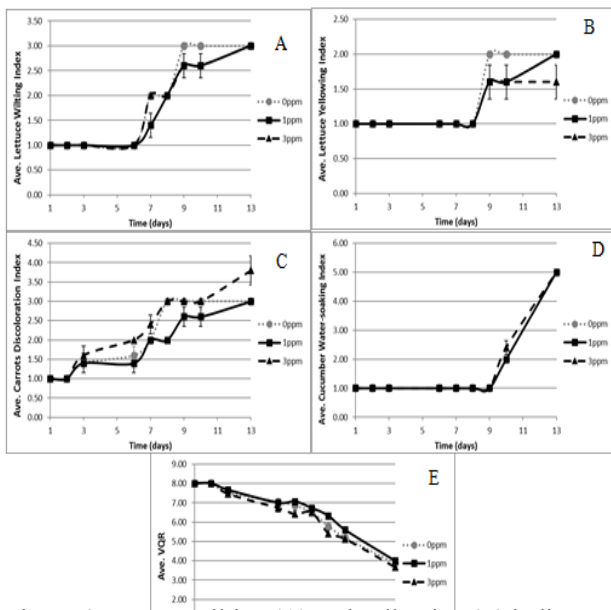 A
Ave. Lettuce Wilting Index
3.00
2.50
2.00
1.50
1.00
0.50
0.00
1 3 5 7 9 11 13
Time (days)
0ppm
1ppm
3ppm
B
Ave. Lettuce Yellowing Index
2.50
2.00
1.50
1.00
0.50
0.00
1 3 5 7 9 11 13
Time (days)
0ppm
1ppm
3ppm
C
Ave. Carrots Discoloration Index
4.50
4.00
3.50
3.00
2.50
2.00
1.50
1.00
0.50
0.00
1 3 5 7 9 11 13
Time (days)
0ppm
1ppm
3ppm
D
Ave. Cucumber Water-soaking Index
6.00
5.00
4.00
3.00
2.00
1.00
0.00
1 3 5 7 9 11 13
Time (days)
0ppm
1ppm
3ppm
E
Ave. VQR
9.00
8.00
7.00
6.00
5.00
4.00
3.00
2.00
0ppm
1ppm
3ppm